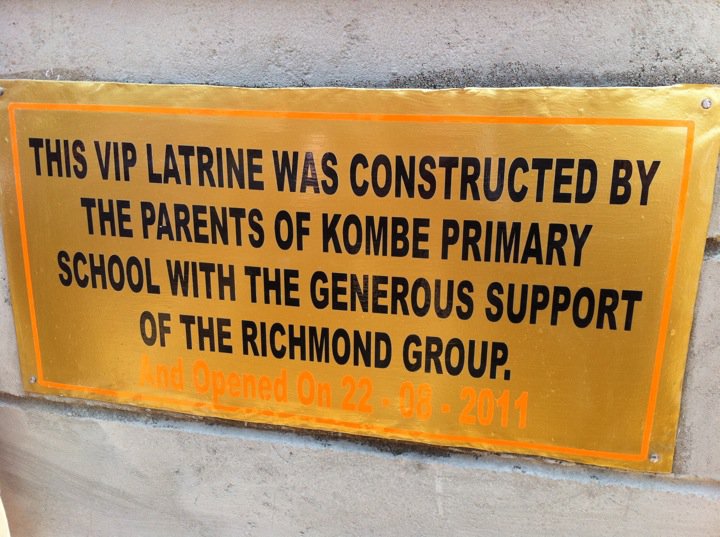 THIS VIP LATRINE WAS CONSTRUCTED BY
THE PARENTS OF KOMBE PRIMARY
SCHOOL WITH THE GENEROUS SUPPORT
OF THE RICHMOND GROUP.
And Opened On 22 - 08 - 2011